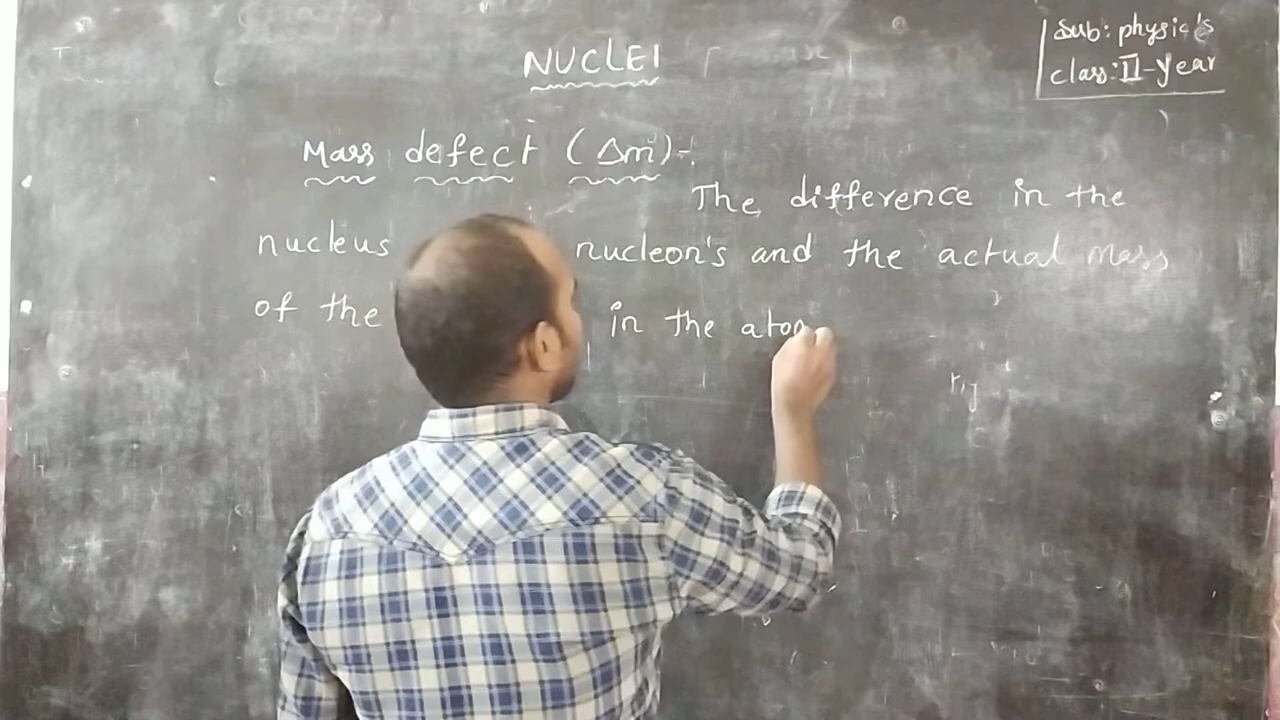 NUCLEI
Sub: physic's
class: II-year
Mass defect (Δm):-
The difference in the
nucleus nucleon's and the actual mass
of the in the atom